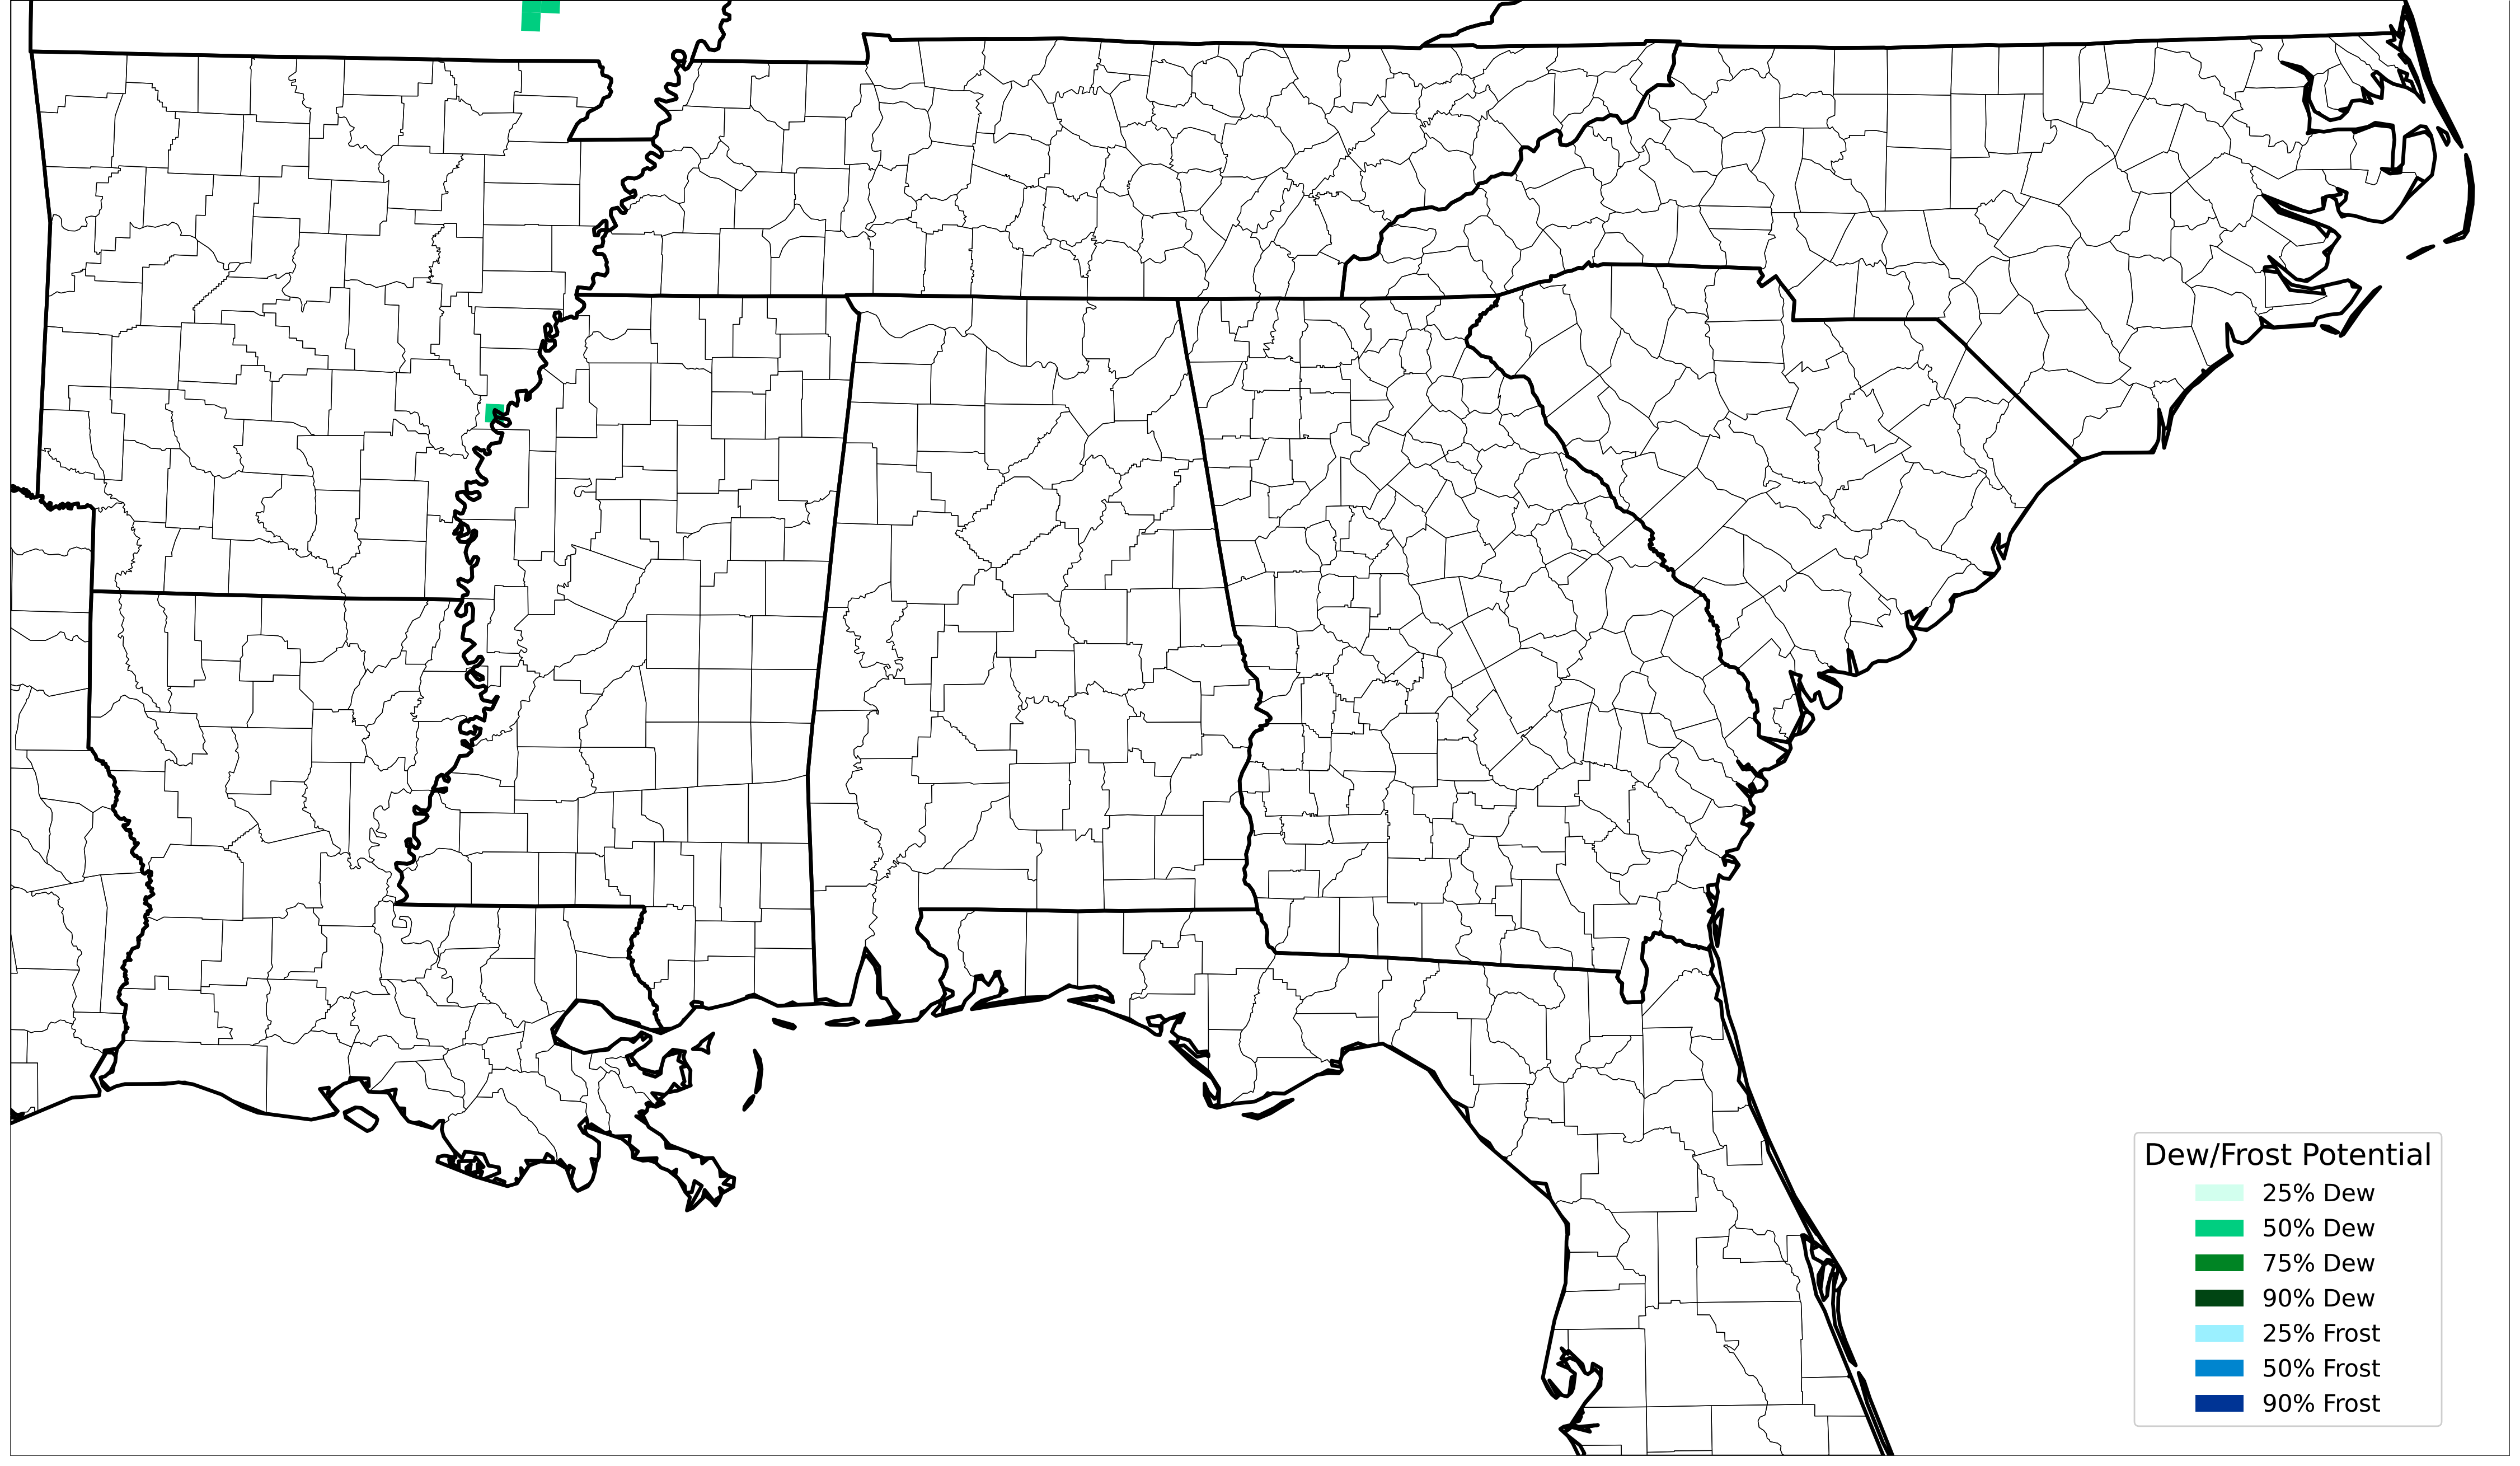 Dew/Frost Potential
25% Dew
50% Dew
75% Dew
90% Dew
25% Frost
50% Frost
90% Frost